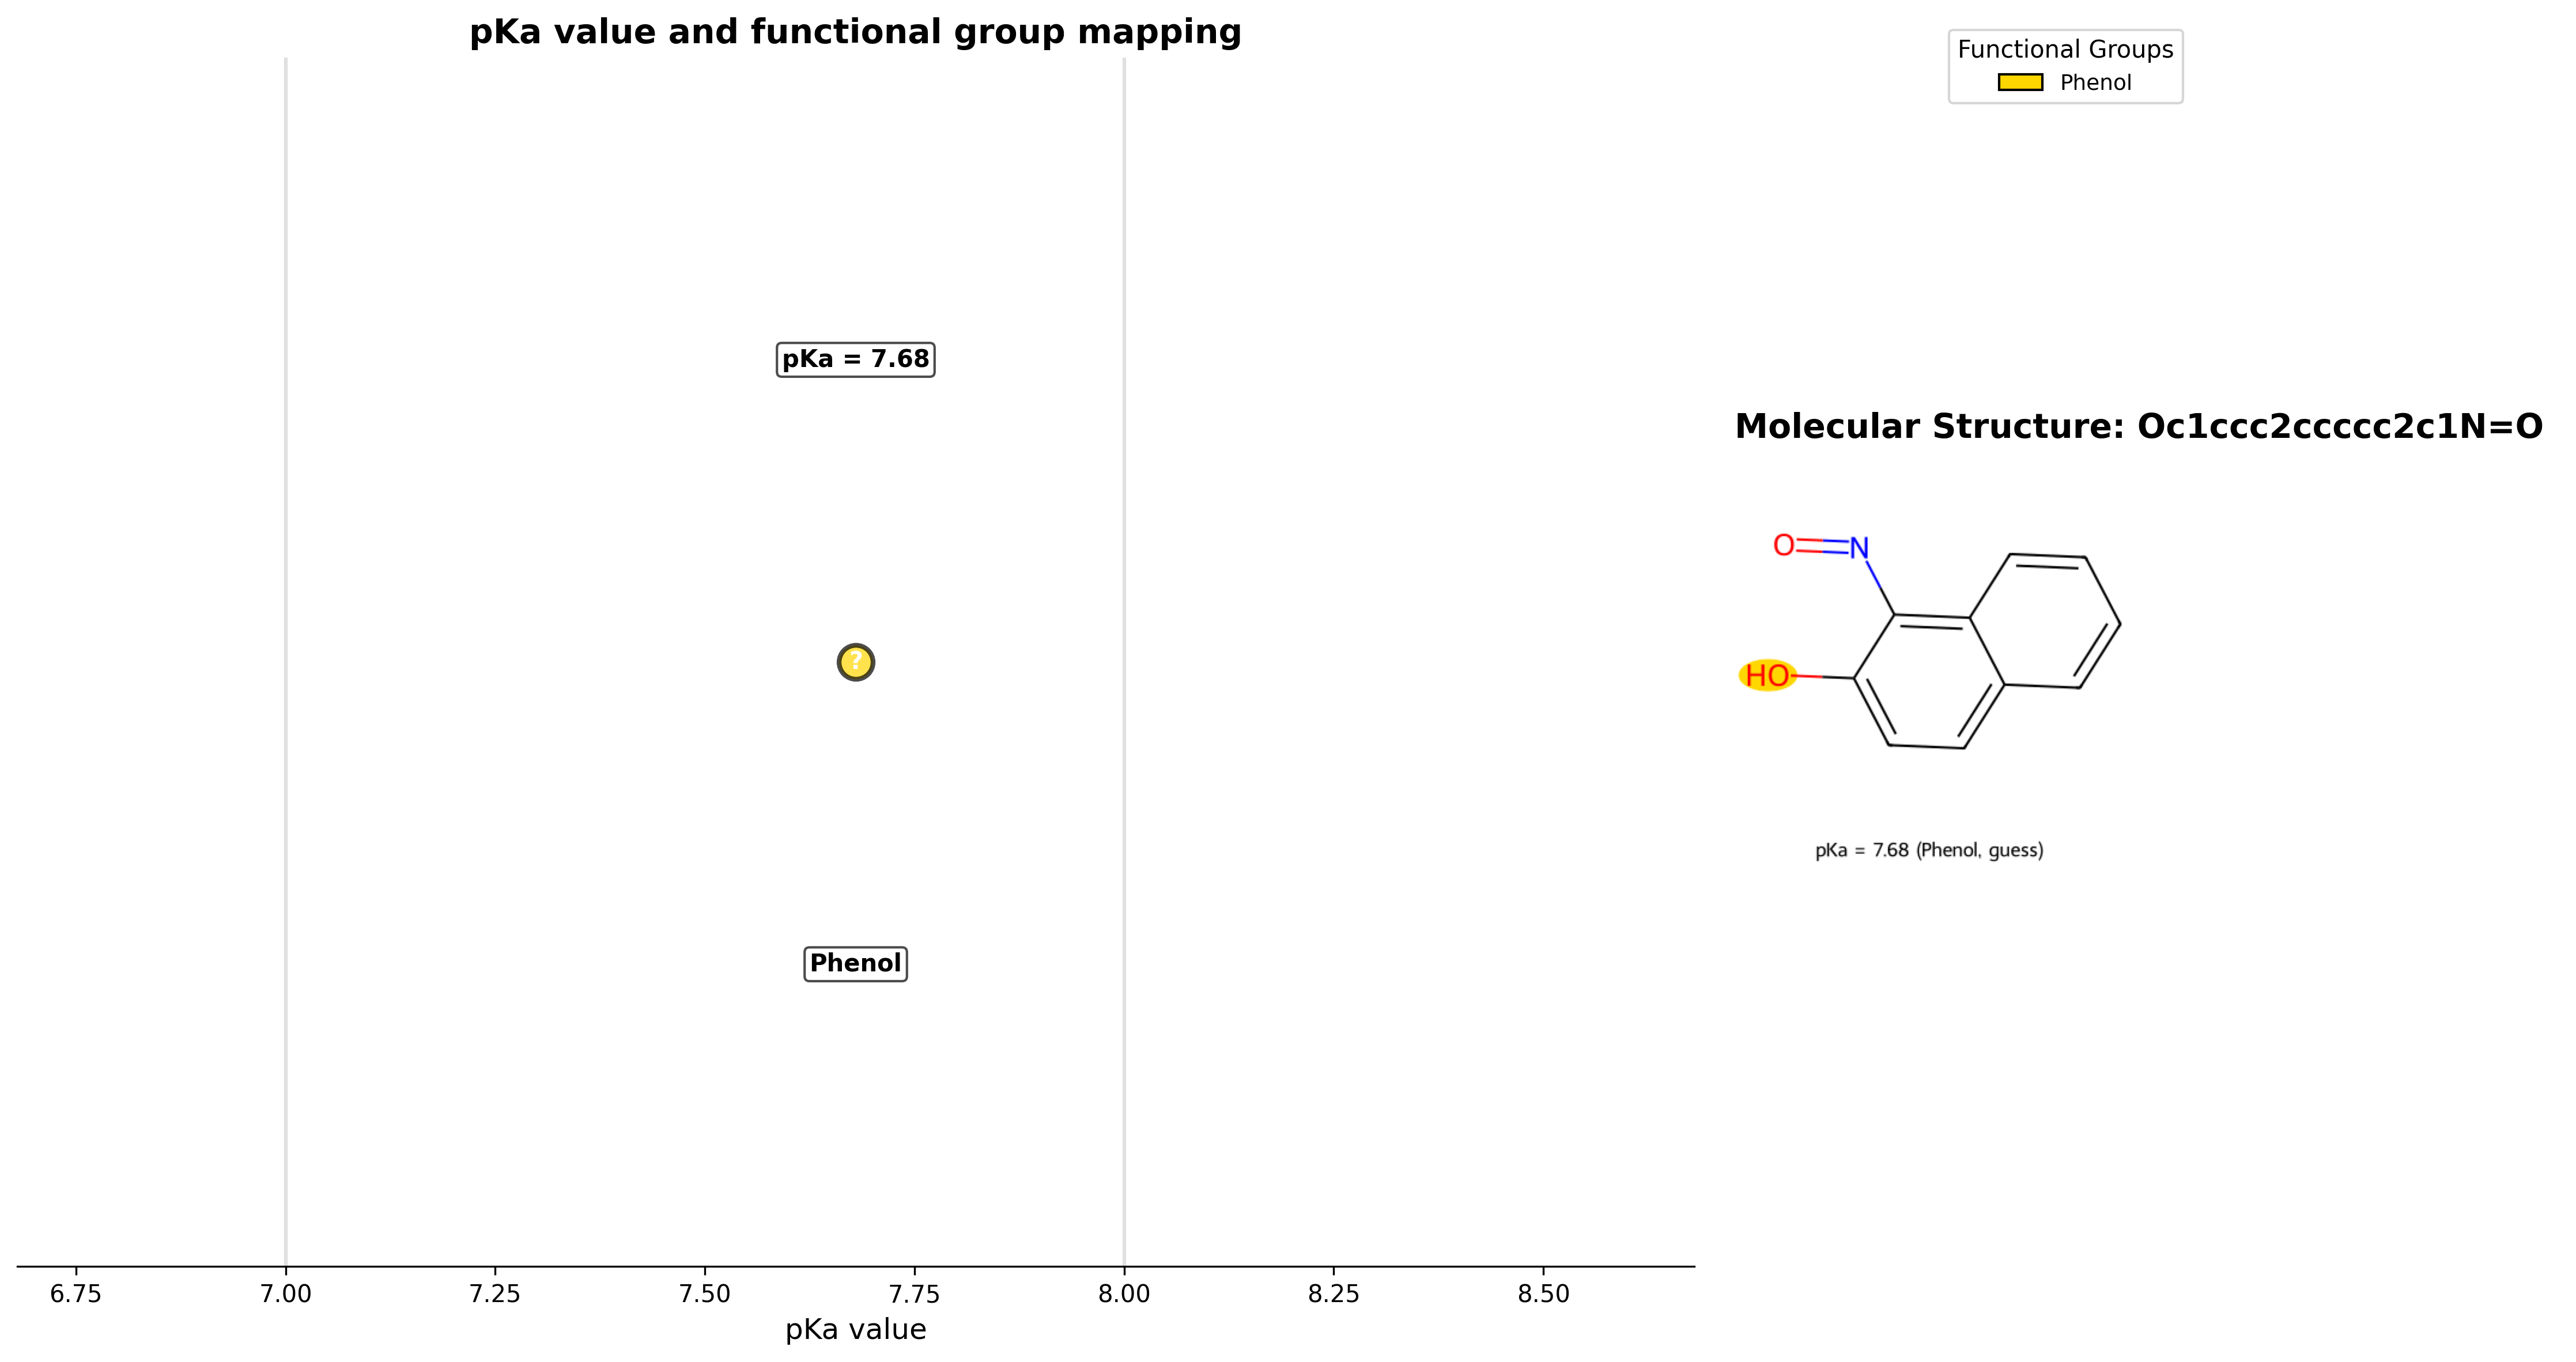 pKa value and functional group mapping
Functional Groups
Phenol
pKa = 7.68
Molecular Structure: Oc1ccc2ccccc2c1N=O
O
N
?
HO
pKa = 7.68 (Phenol, guess)
Phenol
6.75 7.00 7.25 7.50 7.75 8.00 8.25 8.50
pKa value